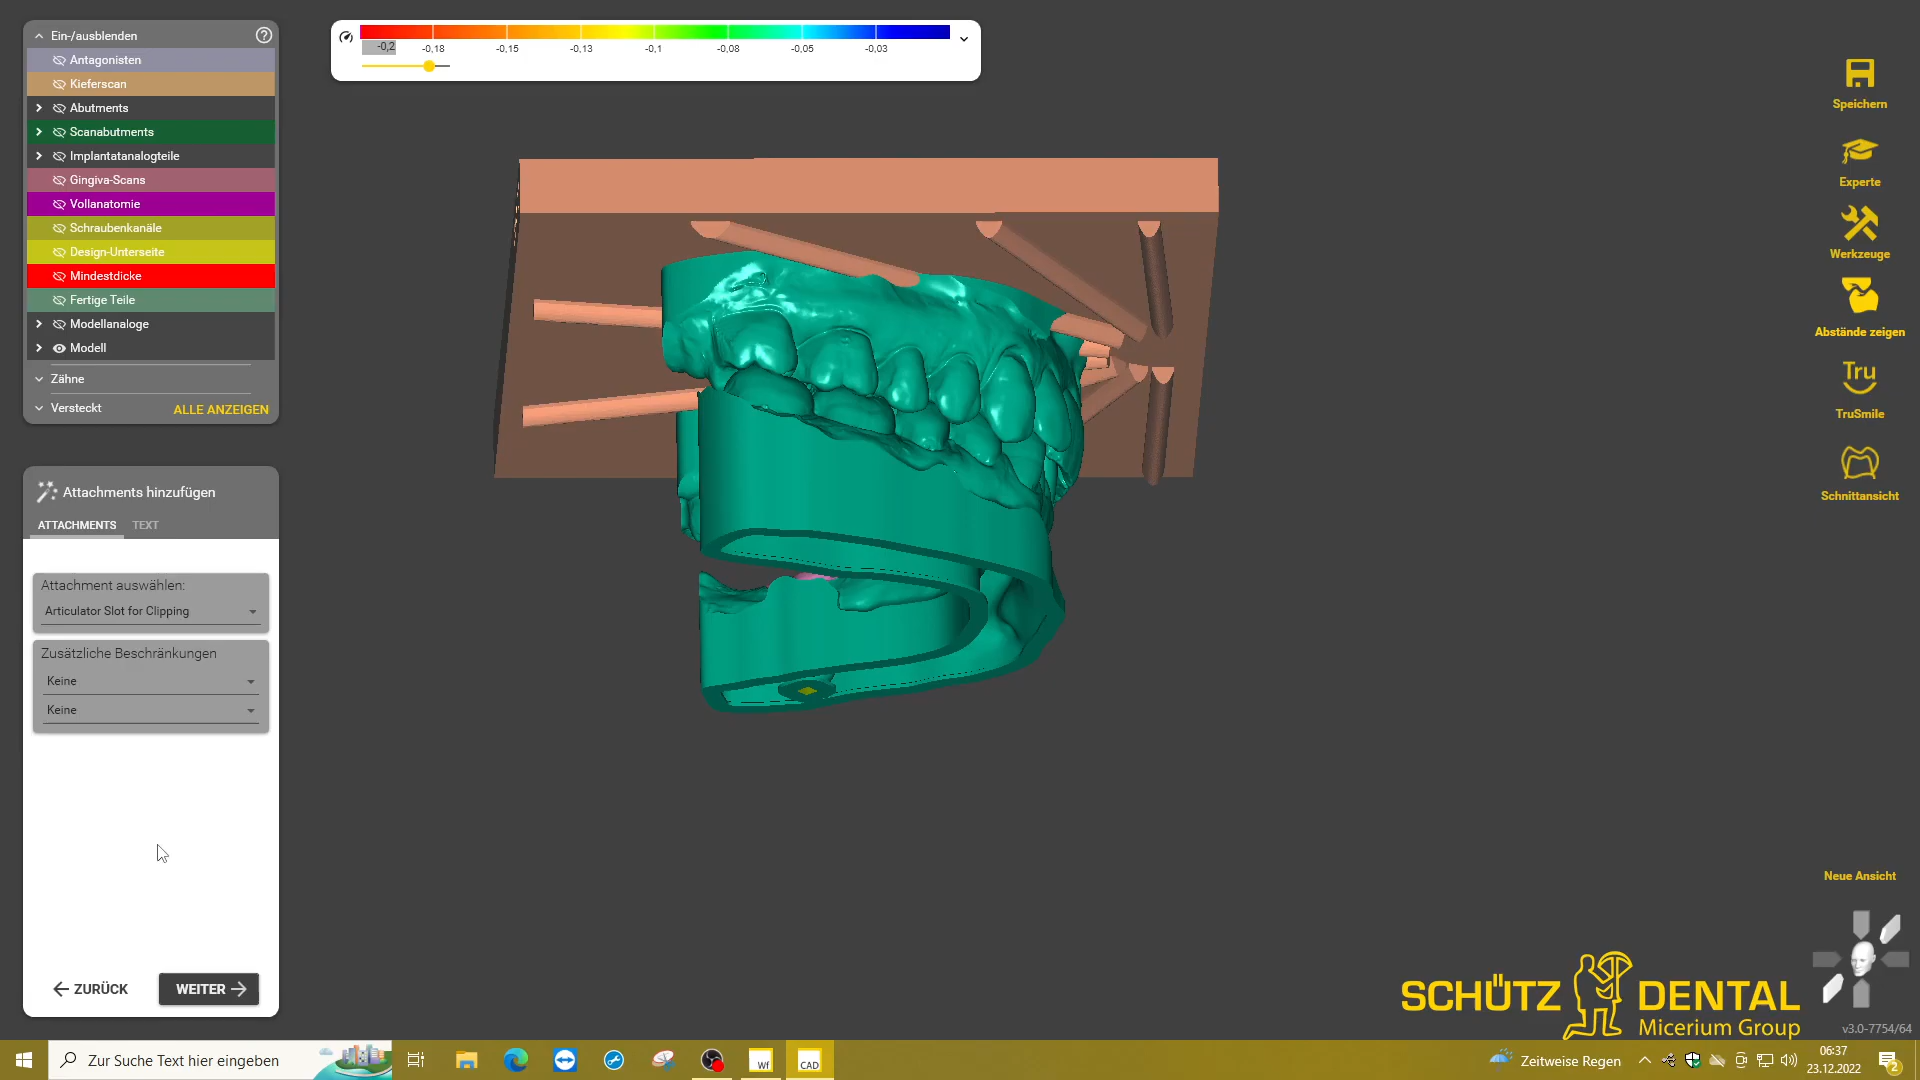 Ein-/ausblenden
Antagonisten
Kieferscan
Abutments
Scanabutments
Implantatanalogteile
Gingiva-Scans
Vollanatomie
Schraubenkanäle
Design-Unterseite
Mindestdicke
Fertige Teile
Modellanaloge
Modell
Zähne
Versteckt ALLE ANZEIGEN
Attachments hinzufügen
ATTACHMENTS TEXT
Attachment auswählen:
Articulator Slot for Clipping
Zusätzliche Beschränkungen
Keine
Keine
ZURÜCK WEITER
-0,2 -0,18 -0,15 -0,13 -0,1 -0,08 -0,05 -0,03
Speichern
Experte
Werkzeuge
Abstände zeigen
Tru
TruSmile
Schnittansicht
Neue Ansicht
SCHÜTZ DENTAL
Micerium Group
v3.0-7754/64
Zur Suche Text hier eingeben
Wf
CAD
Zeitweise Regen
06:37
23.12.2022
2